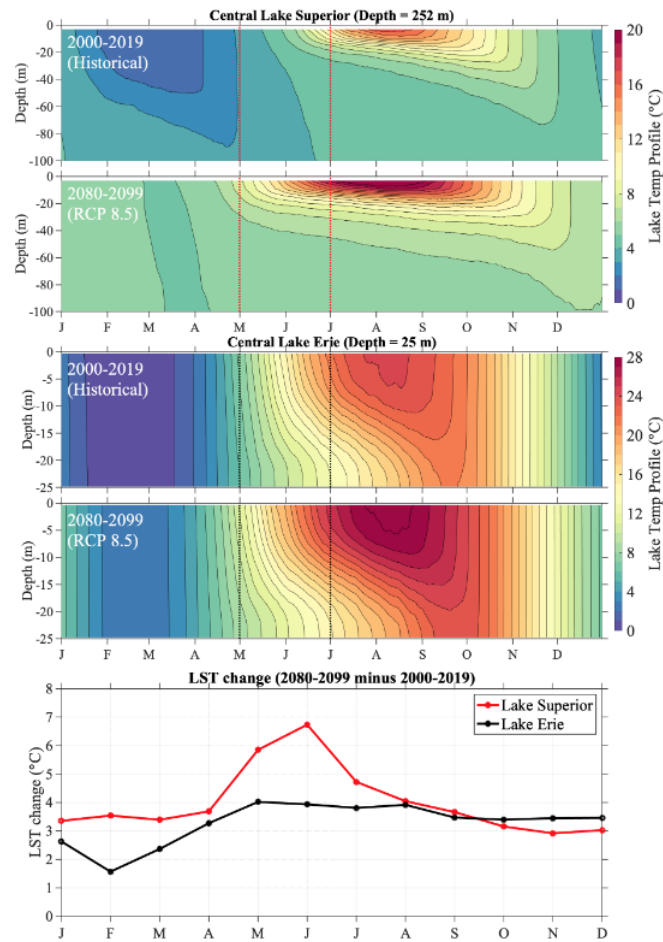 Central Lake Superior (Depth = 252 m)
2000-2019
(Historical)
Depth (m)
0
-20
-40
-60
-80
-100
2080-2099
(RCP 8.5)
Depth (m)
0
-20
-40
-60
-80
-100
J F M A M J J A S O N D
20
16
12
8
4
0
Lake Temp Profile (°C)
Central Lake Erie (Depth = 25 m)
2000-2019
(Historical)
Depth (m)
0
-5
-10
-15
-20
-25
2080-2099
(RCP 8.5)
Depth (m)
0
-5
-10
-15
-20
-25
J F M A M J J A S O N D
28
24
20
16
12
8
4
0
Lake Temp Profile (°C)
LST change (2080-2099 minus 2000-2019)
Lake Superior
Lake Erie
LST change (°C)
8
7
6
5
4
3
2
1
0
J F M A M J J A S O N D